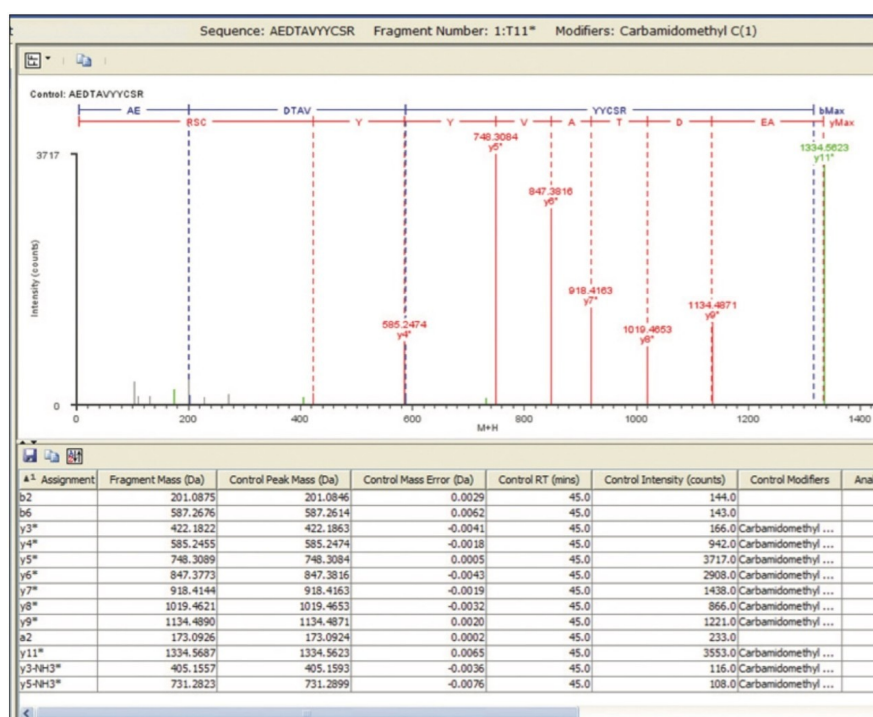 Sequence: AEDTAVYYCSR Fragment Number: 1:T11* Modifiers: Carbamidomethyl C(1)
Control: AEDTAVYYCSR
AE DTAV YYCSR bMax
RSC Y Y V A T D EA yMax
3717
748.3084
y5*
1334.5623
y11*
847.3816
y6*
918.4163
y7*
1134.4871
y9*
585.2474
y4*
1019.4653
y8*
Intensity (counts)
0
0 200 400 600 800 1000 1200 1400
M+H
1 Assignment Fragment Mass (Da) Control Peak Mass (Da) Control Mass Error (Da) Control RT (mins) Control Intensity (counts) Control Modifiers Anal
b2 201.0875 201.0846 0.0029 45.0 144.0
b6 587.2676 587.2614 0.0062 45.0 143.0
y3* 422.1822 422.1863 -0.0041 45.0 166.0 Carbamidomethyl ...
y4* 585.2455 585.2474 -0.0018 45.0 942.0 Carbamidomethyl ...
y5* 748.3089 748.3084 0.0005 45.0 3717.0 Carbamidomethyl ...
y6* 847.3773 847.3816 -0.0043 45.0 2908.0 Carbamidomethyl ...
y7* 918.4144 918.4163 -0.0019 45.0 1438.0 Carbamidomethyl ...
y8* 1019.4621 1019.4653 -0.0032 45.0 866.0 Carbamidomethyl ...
y9* 1134.4890 1134.4871 0.0020 45.0 1221.0 Carbamidomethyl ...
a2 173.0926 173.0924 0.0002 45.0 233.0
y11* 1334.5687 1334.5623 0.0065 45.0 3553.0 Carbamidomethyl ...
y3-NH3* 405.1557 405.1593 -0.0036 45.0 116.0 Carbamidomethyl ...
y5-NH3* 731.2823 731.2899 -0.0076 45.0 108.0 Carbamidomethyl ...